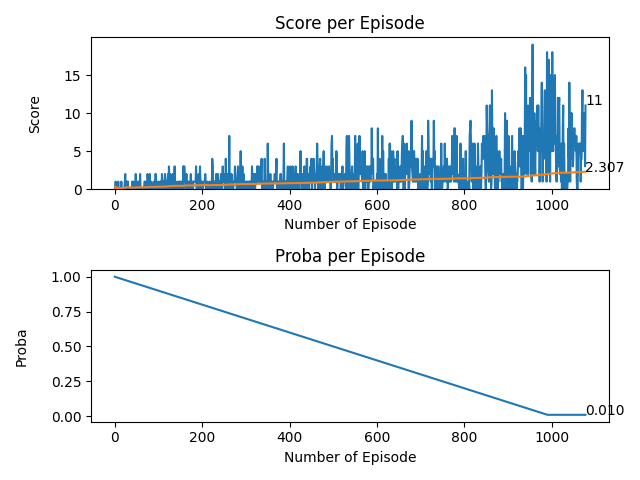 Score per Episode
Score
15
10
5
0
11
2.307
0 200 400 600 800 1000
Number of Episode
Proba per Episode
Proba
1.00
0.75
0.50
0.25
0.00
0.010
0 200 400 600 800 1000
Number of Episode